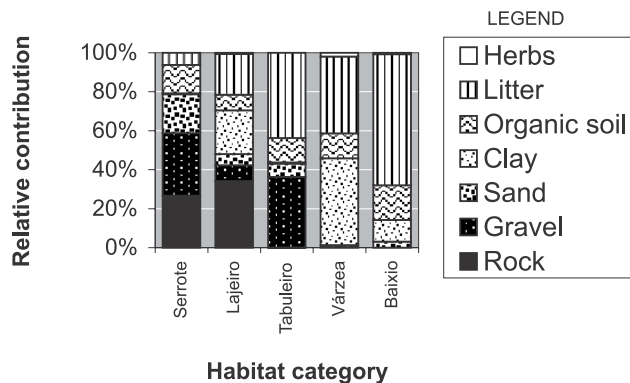 LEGEND
Herbs
Litter
Organic soil
Clay
Sand
Gravel
Rock
Relative contribution
100%
80%
60%
40%
20%
0%
Serrote
Lajeiro
Tabuleiro
Várzea
Baixio
Habitat category